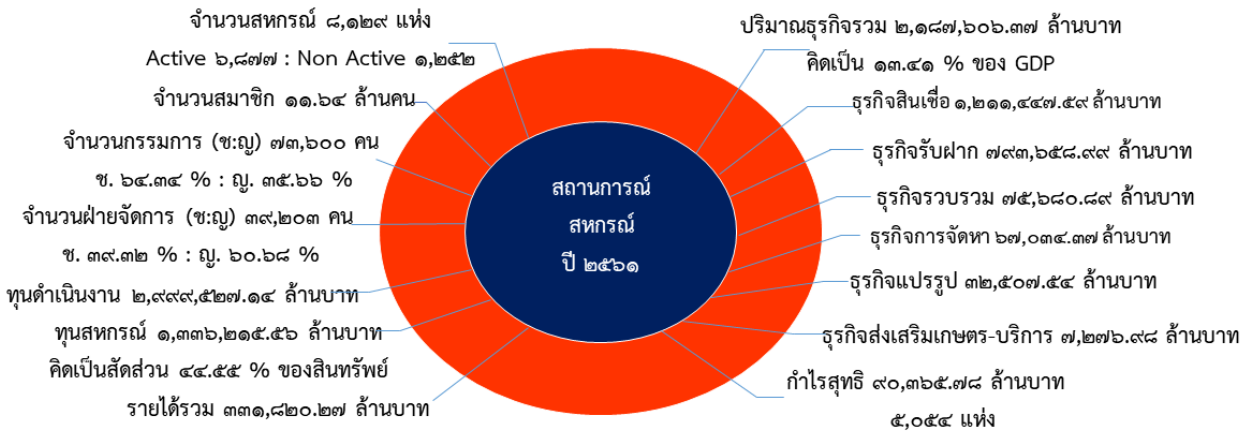 จำนวนสหกรณ์ ๘,๑๒๙ แห่ง
Active ๖,๘๗๗ : Non Active ๑,๒๕๒
จำนวนสมาชิก ๑๑.๖๔ ล้านคน
จำนวนกรรมการ (ช:ญ) ๗๓,๖๐๐ คน
ช. ๖๔.๓๔ % : ญ. ๓๕.๖๖ %
จำนวนฝ่ายจัดการ (ช:ญ) ๓๙,๒๐๓ คน
ช. ๓๙.๓๒ % : ญ. ๖๐.๖๘ %
ทุนดำเนินงาน ๒,๙๙๙,๕๒๗.๑๔ ล้านบาท
ทุนสหกรณ์ ๑,๓๓๖,๒๑๕.๕๖ ล้านบาท
คิดเป็นสัดส่วน ๔๔.๕๕ % ของสินทรัพย์
รายได้รวม ๓๓๑,๘๒๐.๒๗ ล้านบาท
สถานการณ์
สหกรณ์
ปี ๒๕๖๑
ปริมาณธุรกิจรวม ๒,๑๘๗,๖๐๖.๓๗ ล้านบาท
คิดเป็น ๑๓.๔๑ % ของ GDP
ธุรกิจสินเชื่อ ๑,๒๑๑,๔๔๗.๕๙ ล้านบาท
ธุรกิจรับฝาก ๗๙๓,๖๕๘.๙๙ ล้านบาท
ธุรกิจรวบรวม ๗๕,๖๘๐.๘๙ ล้านบาท
ธุรกิจการจัดหา ๖๗,๐๓๔.๓๗ ล้านบาท
ธุรกิจแปรรูป ๓๒,๕๐๗.๕๔ ล้านบาท
ธุรกิจส่งเสริมเกษตร-บริการ ๗,๒๗๖.๙๘ ล้านบาท
กำไรสุทธิ ๙๐,๓๖๕.๗๘ ล้านบาท
๕,๐๕๔ แห่ง